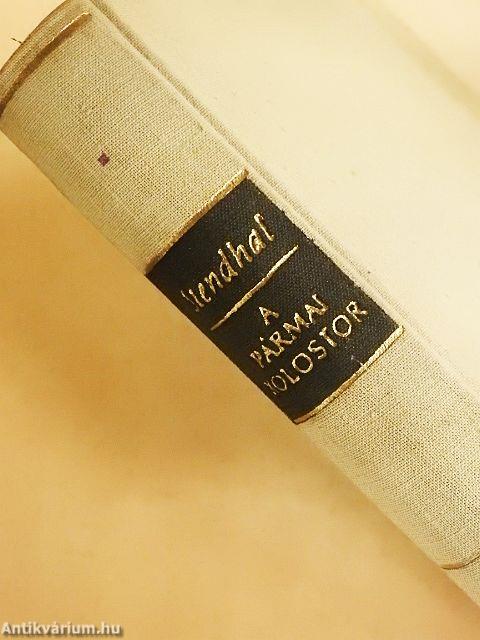 Stendhal
A
PÁRMAI
KOLOSTOR
Antikvárium.hu